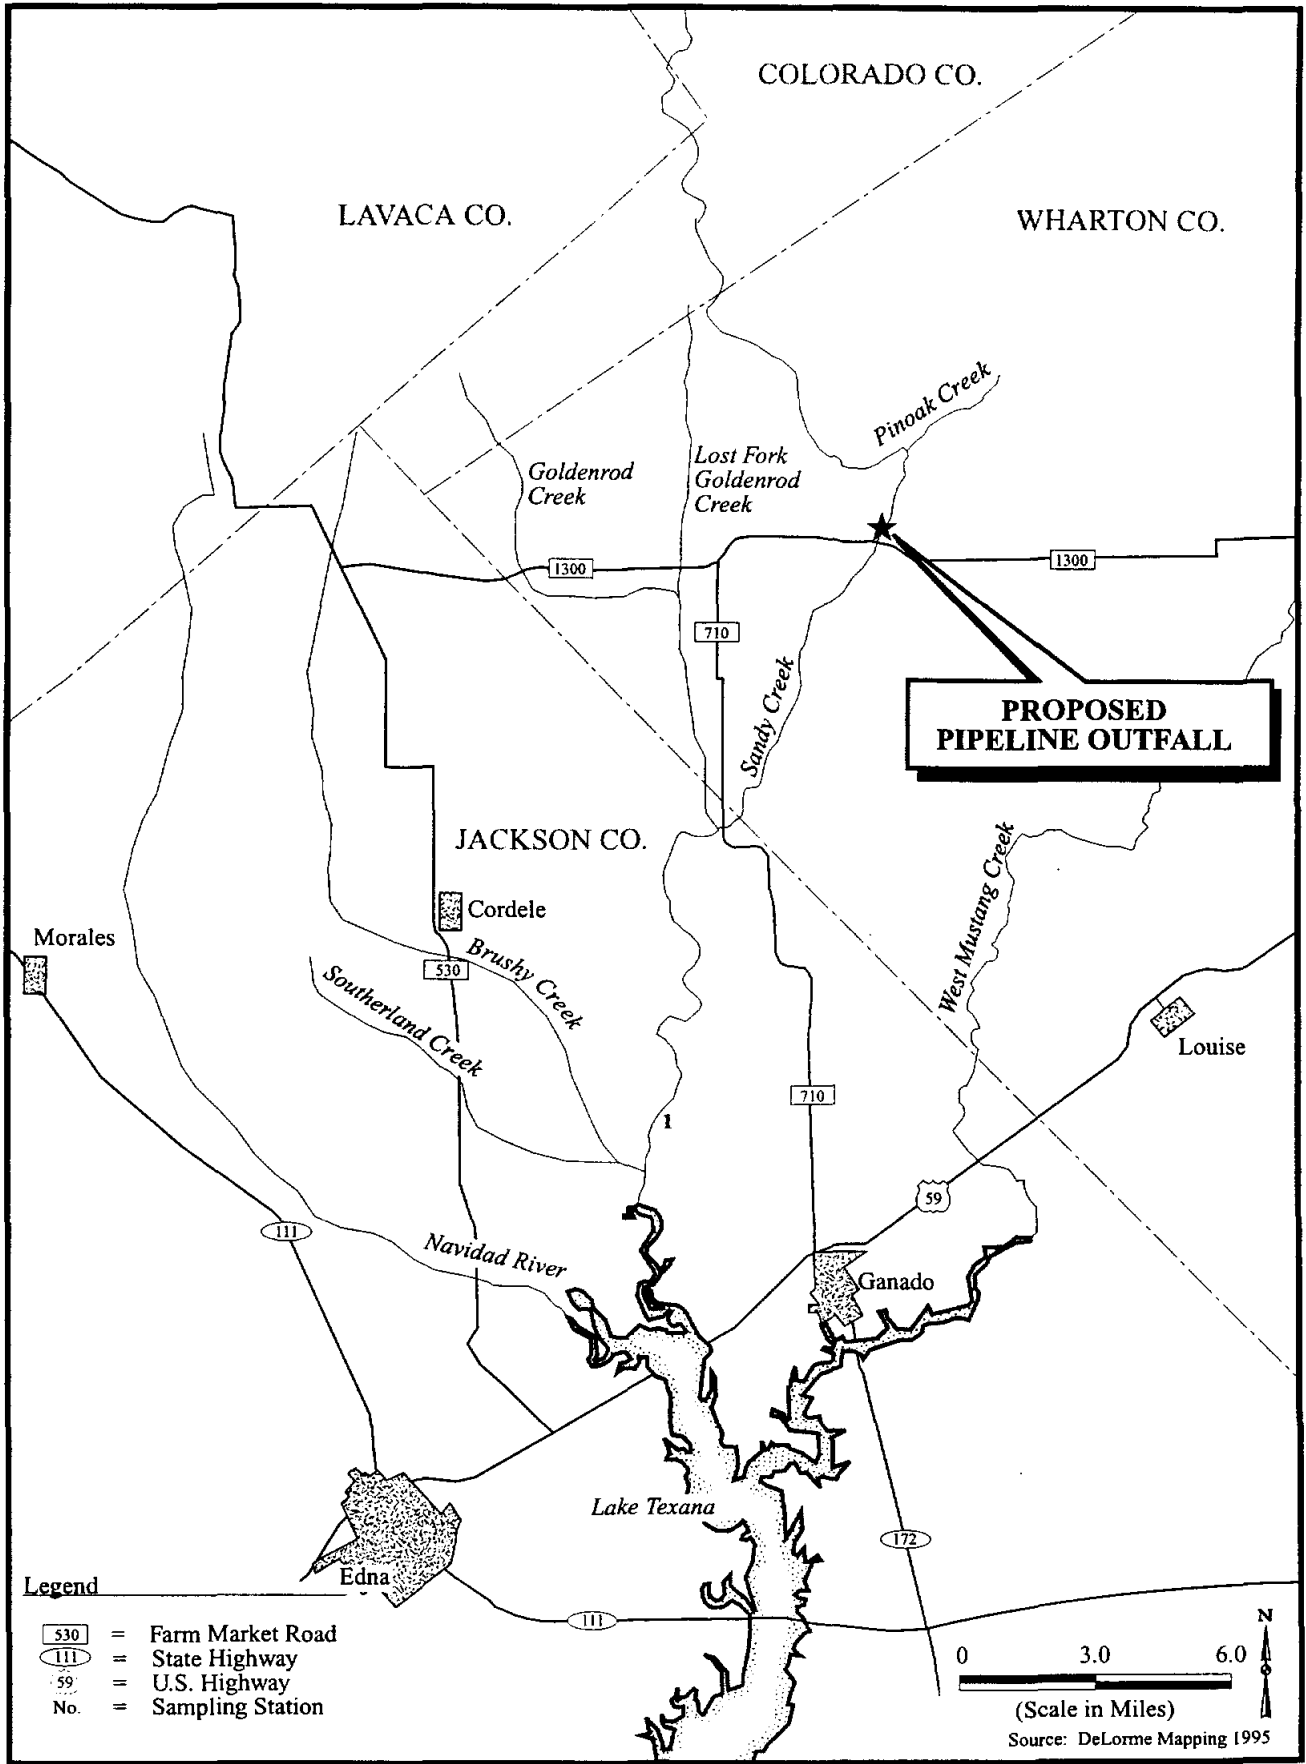 COLORADO CO.
LAVACA CO.
WHARTON CO.
Pinoak Creek
Goldenrod
Creek
Lost Fork
Goldenrod
Creek
1300
1300
710
Sandy Creek
PROPOSED
PIPELINE OUTFALL
JACKSON CO.
West Mustang Creek
Cordele
Morales
530
Brushy Creek
Southerland Creek
Louise
710
1
59
111
Navidad River
Ganado
Lake Texana
172
Edna
111
Legend
530 = Farm Market Road
111 = State Highway
59 = U.S. Highway
No. = Sampling Station
N
0 3.0 6.0
(Scale in Miles)
Source: DeLorme Mapping 1995